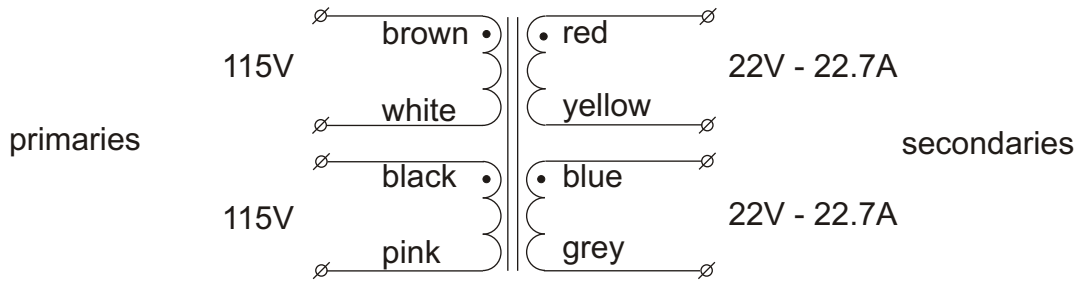 brown
red
115V
22V - 22.7A
white
yellow
primaries
secondaries
black
blue
115V
22V - 22.7A
pink
grey